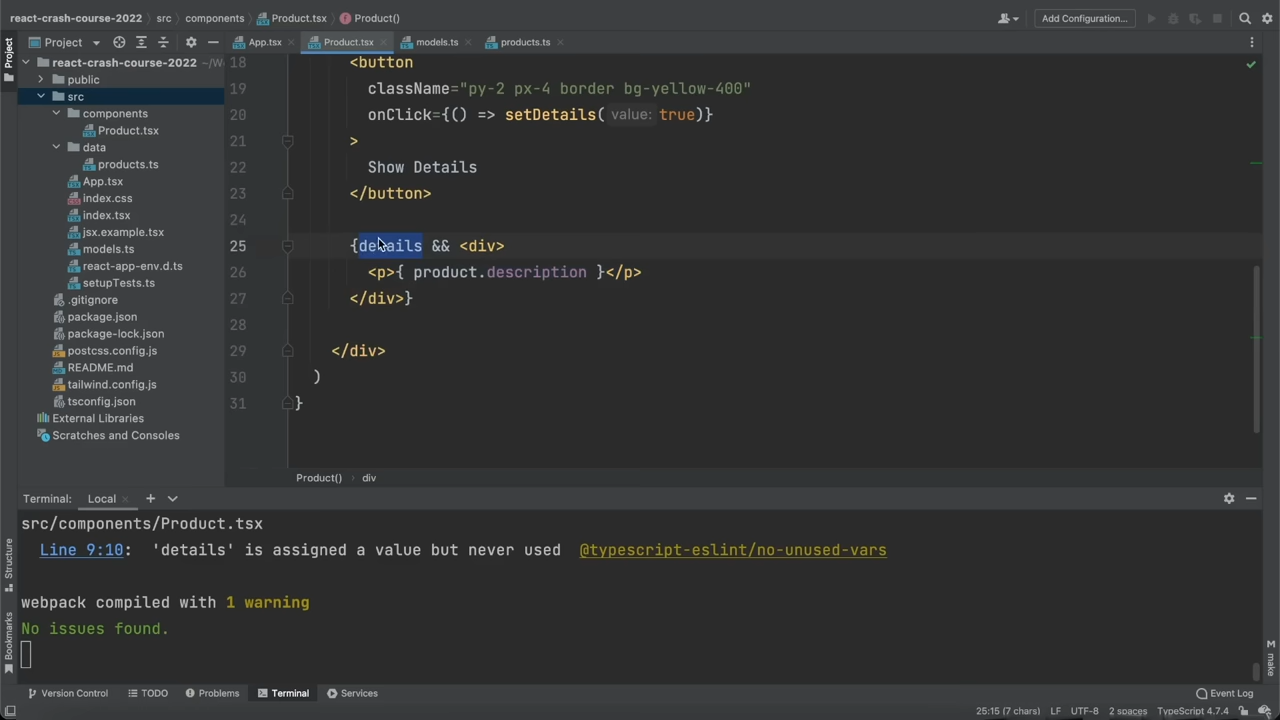 react-crash-course-2022 src components Product.tsx Product()
Add Configuration...
Project
App.tsx Product.tsx models.ts products.ts
react-crash-course-2022 ~/W
public
src
components
Product.tsx
data
products.ts
App.tsx
index.css
index.tsx
jsx.example.tsx
models.ts
react-app-env.d.ts
setupTests.ts
.gitignore
package.json
package-lock.json
postcss.config.js
README.md
tailwind.config.js
tsconfig.json
External Libraries
Scratches and Consoles
18 <button
19 className="py-2 px-4 border bg-yellow-400"
20 onClick={() => setDetails( value: true)}
21 >
22 Show Details
23 </button>
24
25 {details && <div>
26 <p>{ product.description }</p>
27 </div>}
28
29 </div>
30 )
31 }
Product() div
Project
Structure
Bookmarks
make
Terminal: Local
src/components/Product.tsx
Line 9:10: 'details' is assigned a value but never used @typescript-eslint/no-unused-vars
webpack compiled with 1 warning
No issues found.
Version Control TODO Problems Terminal Services
Event Log
25:15 (7 chars) LF UTF-8 2 spaces TypeScript 4.7.4